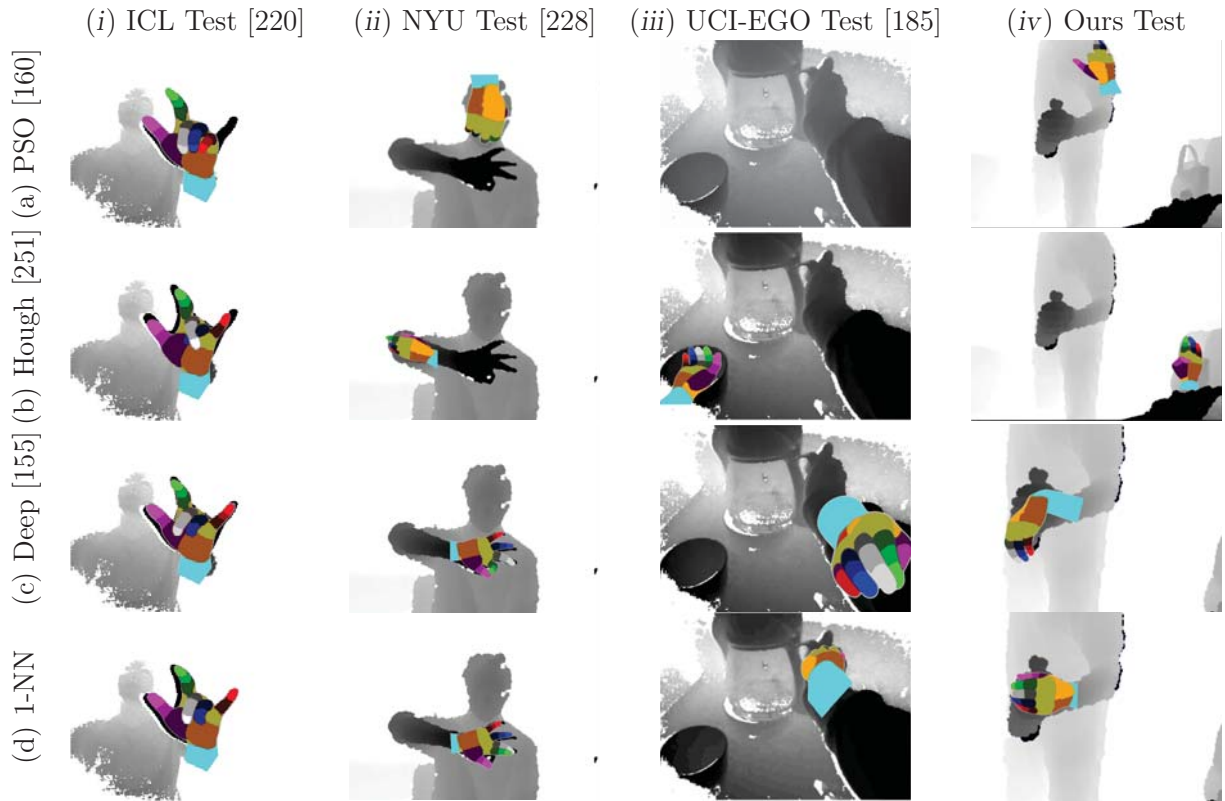 (i) ICL Test [220] (ii) NYU Test [228] (iii) UCI-EGO Test [185] (iv) Ours Test
(a) PSO [160]
(b) Hough [251]
(c) Deep [155]
(d) 1-NN